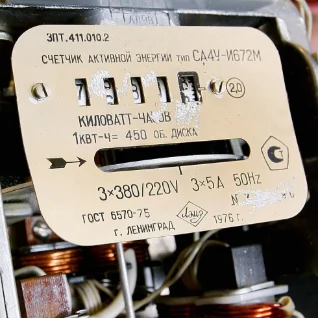 ЗПТ.411.010.2
СЧЕТЧИК АКТИВНОЙ ЭНЕРГИИ ТИП СА4У-И672М
2,0
КИЛОВАТТ-ЧАСОВ
1КВТ-Ч= 450 ОБ. ДИСКА
3×380/220V 3×5A 50Hz
ГОСТ 6570-75
1976 г.
г. ЛЕНИНГРАД